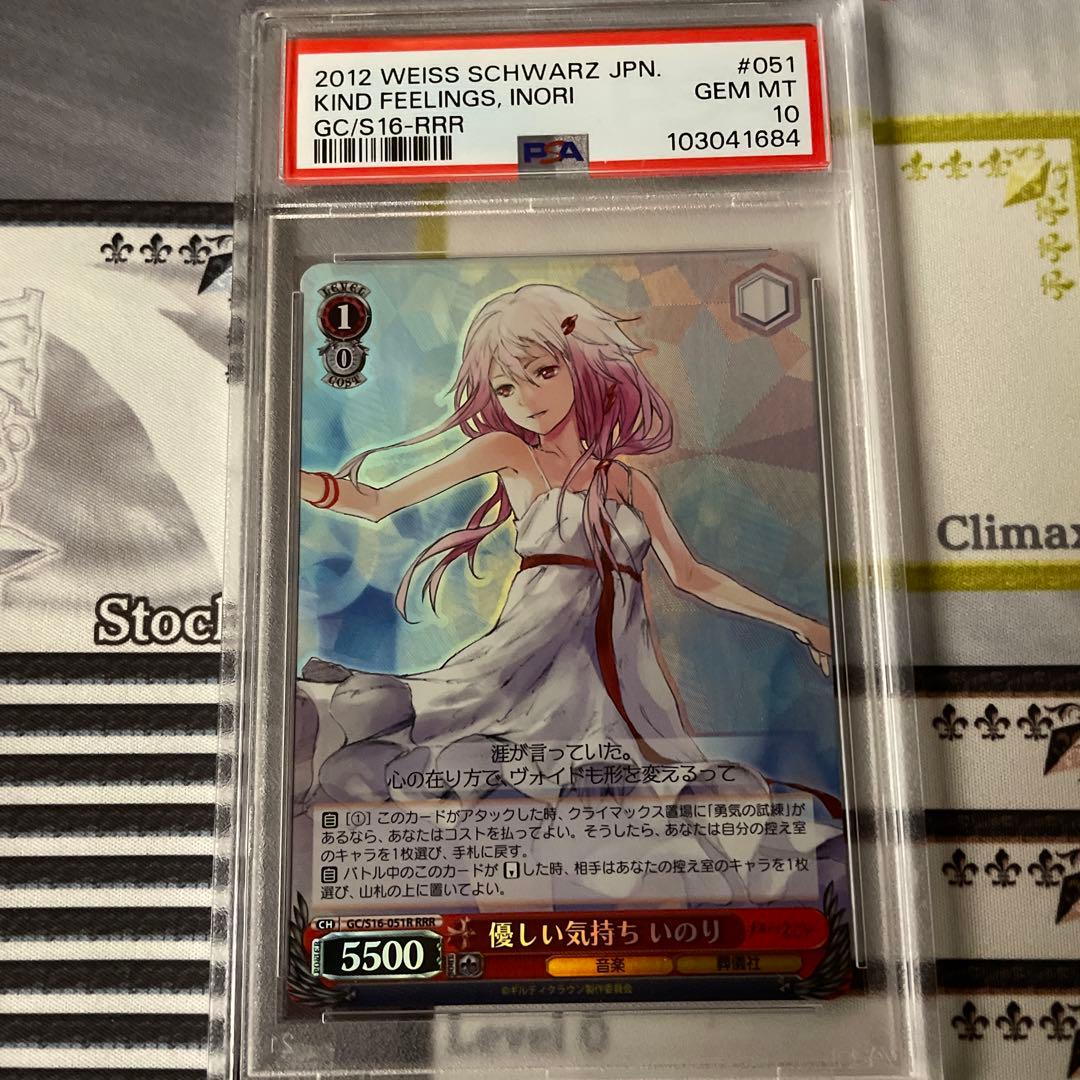 2012 WEISS SCHWARZ JPN.
#051
KIND FEELINGS, INORI
GEM MT
GC/S16-RRR
10
PSA
103041684
LEVEL
1
0
COST
Climax
Stock
涯が言っていた。
心の在り方で、ヴォイドも形を変えるって
自 [①] このカードがアタックした時、クライマックス置場に「勇気の試練」が
あるなら、あなたはコストを払ってよい。そうしたら、あなたは自分の控え室
のキャラを1枚選び、手札に戻す。
自 バトル中のこのカードが した時、相手はあなたの控え室のキャラを1枚
選び、山札の上に置いてよい。
CH GC/S16-051R RRR
POWER
5500
優しい気持ち いのり
音楽
葬儀社
©ギルティクラウン製作委員会
Level 0